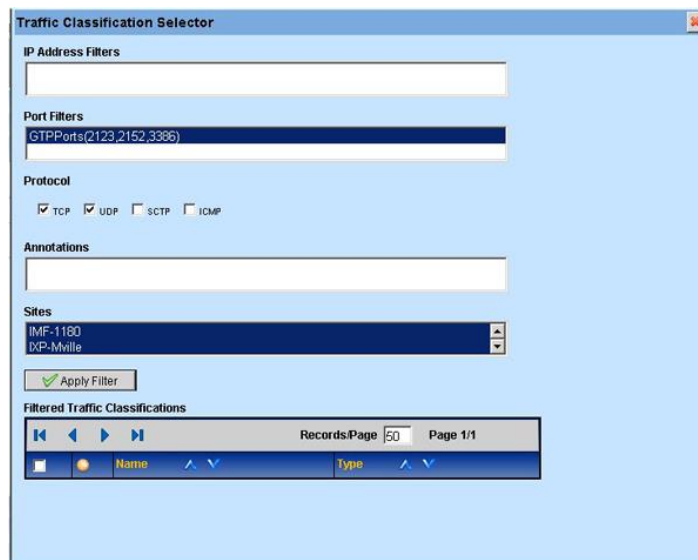 Traffic Classification Selector
IP Address Filters
Port Filters
GTPPorts(2123,2152,3386)
Protocol
TCP UDP SCTP ICMP
Annotations
Sites
IMF-1180
IXP-Mville
Apply Filter
Filtered Traffic Classifications
Records/Page 50 Page 1/1
Name Type